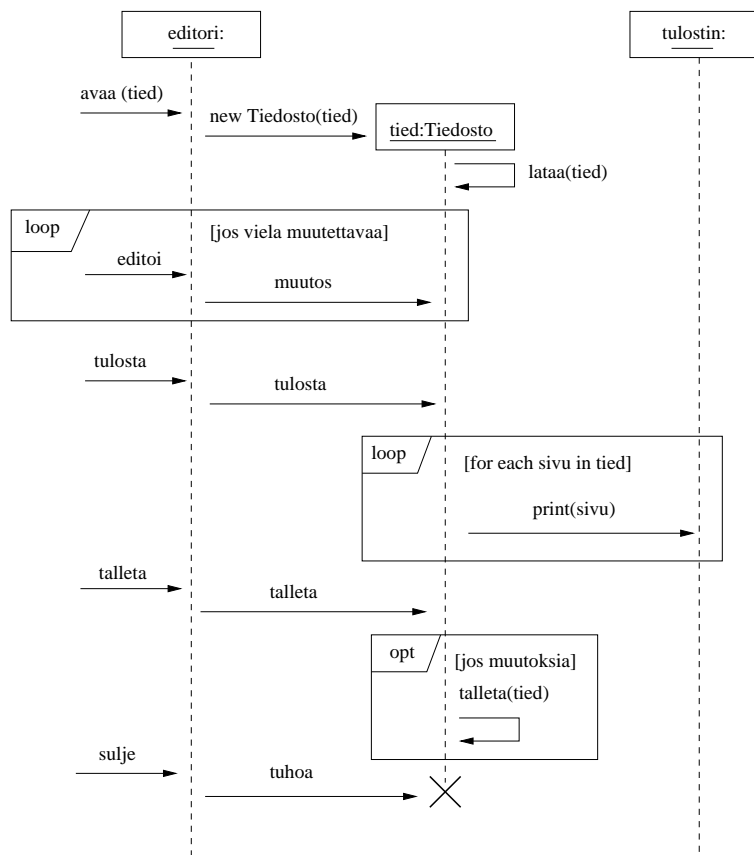 editori:
tulostin:
avaa (tied)
new Tiedosto(tied)
tied:Tiedosto
lataa(tied)
loop
[jos viela muutettavaa]
editoi
muutos
tulosta
tulosta
loop
[for each sivu in tied]
print(sivu)
talleta
talleta
opt
[jos muutoksia]
talleta(tied)
sulje
tuhoa